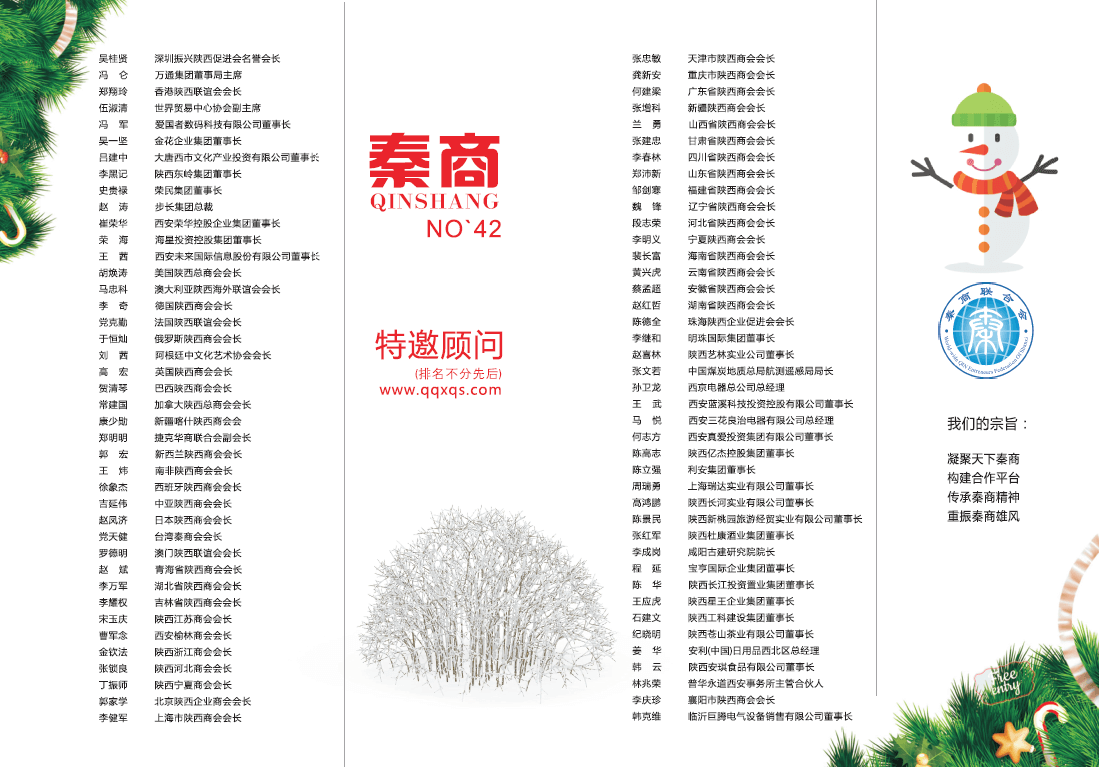 吴桂贤 深圳振兴陕西促进会名誉会长
冯 仑 万通集团董事局主席
郑翔玲 香港陕西联谊会会长
伍淑清 世界贸易中心协会副主席
冯 军 爱国者数码科技有限公司董事长
吴一坚 金花企业集团董事长
吕建中 大唐西市文化产业投资有限公司董事长
李黑记 陕西东岭集团董事长
史贵禄 荣民集团董事长
赵 涛 步长集团总裁
崔荣华 西安荣华控股企业集团董事长
荣 海 海星投资控股集团董事长
王 茜 西安未来国际信息股份有限公司董事长
胡焕涛 美国陕西总商会会长
马忠科 澳大利亚陕西海外联谊会会长
李 奇 德国陕西商会会长
党克勤 法国陕西联谊会会长
于恒灿 俄罗斯陕西商会会长
刘 茜 阿根廷中文化艺术协会会长
高 宏 英国陕西商会会长
贺清琴 巴西陕西商会会长
常建国 加拿大陕西总商会会长
康少勋 新疆喀什陕西商会会
郑明明 捷克华商联合会副会长
郭 宏 新西兰陕西商会会长
王 炜 南非陕西商会会长
徐象杰 西班牙陕西商会会长
吉延伟 中亚陕西商会会长
赵凤济 日本陕西商会会长
党天健 台湾秦商会会长
罗德明 澳门陕西联谊会会长
赵 斌 青海省陕西商会会长
李万军 湖北省陕西商会会长
李耀权 吉林省陕西商会会长
宋玉庆 陕西江苏商会会长
曹军念 西安榆林商会会长
金钦法 陕西浙江商会会长
张锁良 陕西河北商会会长
丁振师 陕西宁夏商会会长
郭家学 北京陕西企业商会会长
李健军 上海市陕西商会会长
秦商
QINSHANG
NO`42
特邀顾问
(排名不分先后)
www.qqxqs.com
张忠敏 天津市陕西商会会长
龚新安 重庆市陕西商会会长
何建梁 广东省陕西商会会长
张增科 新疆陕西商会会长
兰 勇 山西省陕西商会会长
张建忠 甘肃省陕西商会会长
李春林 四川省陕西商会会长
郑沛新 山东省陕西商会会长
邹剑寒 福建省陕西商会会长
魏 锋 辽宁省陕西商会会长
段志荣 河北省陕西商会会长
李明义 宁夏陕西商会会长
裴长富 海南省陕西商会会长
黄兴虎 云南省陕西商会会长
蔡孟超 安徽省陕西商会会长
赵红哲 湖南省陕西商会会长
陈德全 珠海陕西企业促进会会长
李继和 明珠国际集团董事长
赵喜林 陕西艺林实业公司董事长
张文若 中国煤炭地质总局航测遥感局局长
孙卫龙 西京电器总公司总经理
王 武 西安蓝溪科技投资控股有限公司董事长
马 悦 西安三花良治电器有限公司总经理
何志方 西安真爱投资集团有限公司董事长
陈高志 陕西亿杰控股集团董事长
陈立强 利安集团董事长
周瑞勇 上海瑞达实业有限公司董事长
高鸿鹏 陕西长河实业有限公司董事长
陈景民 陕西新桃园旅游经贸实业有限公司董事长
张红军 陕西杜康酒业集团董事长
李成岗 咸阳古建研究院院长
程 延 宝亨国际企业集团董事长
陈 华 陕西长江投资置业集团董事长
王应虎 陕西星王企业集团董事长
石建文 陕西工科建设集团董事长
纪晓明 陕西苍山茶业有限公司董事长
姜 华 安利(中国)日用品西北区总经理
韩 云 陕西安琪食品有限公司董事长
林兆荣 普华永道西安事务所主管合伙人
李庆珍 襄阳市陕西商会会长
韩克维 临沂巨腾电气设备销售有限公司董事长
秦商联合会
我们的宗旨：
凝聚天下秦商
构建合作平台
传承秦商精神
重振秦商雄风
Free
entry